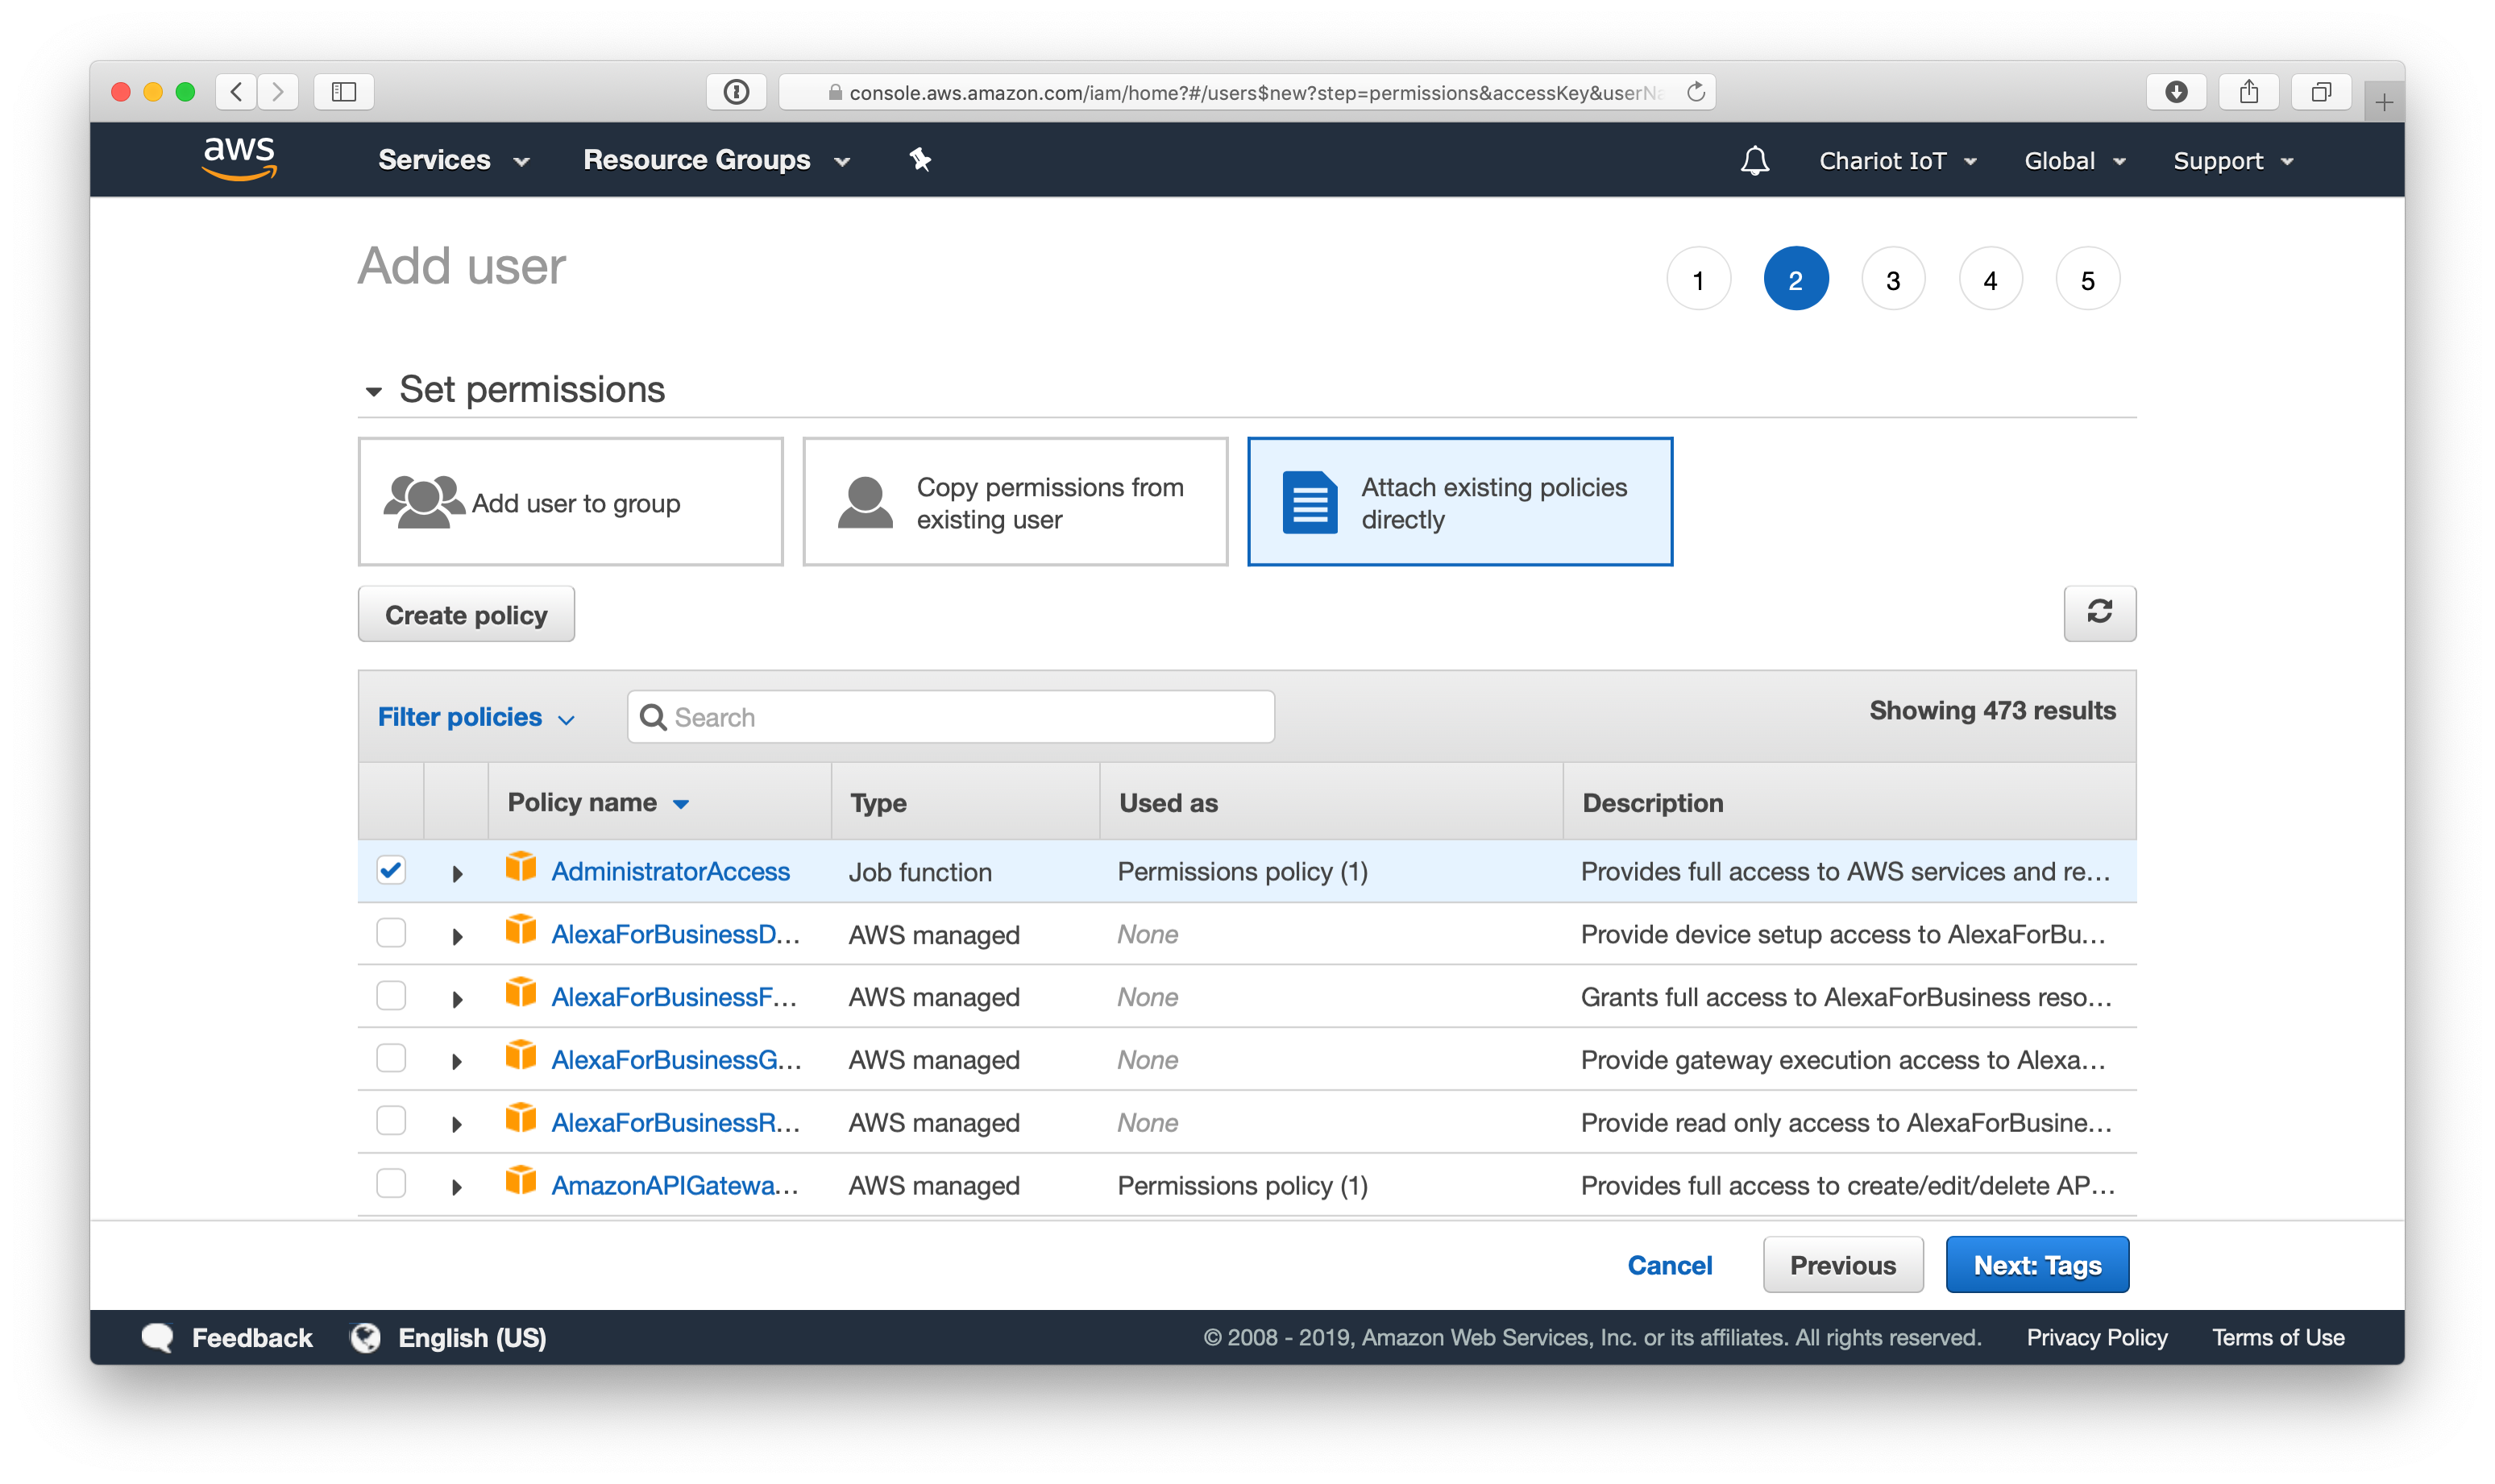 console.aws.amazon.com/iam/home?#/users$new?step=permissions&accessKey&userNa
aws Services Resource Groups Chariot IoT Global Support
Add user
1 2 3 4 5
Set permissions
Add user to group
Copy permissions from
existing user
Attach existing policies
directly
Create policy
Filter policies Search Showing 473 results
Policy name Type Used as Description
AdministratorAccess Job function Permissions policy (1) Provides full access to AWS services and re...
AlexaForBusinessD... AWS managed None Provide device setup access to AlexaForBu...
AlexaForBusinessF... AWS managed None Grants full access to AlexaForBusiness reso...
AlexaForBusinessG... AWS managed None Provide gateway execution access to Alexa...
AlexaForBusinessR... AWS managed None Provide read only access to AlexaForBusine...
AmazonAPIGatewa... AWS managed Permissions policy (1) Provides full access to create/edit/delete AP...
Cancel Previous Next: Tags
Feedback English (US) © 2008 - 2019, Amazon Web Services, Inc. or its affiliates. All rights reserved. Privacy Policy Terms of Use